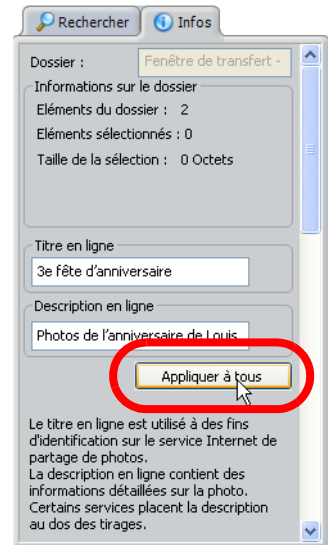 Rechercher Infos
Dossier : Fenêtre de transfert -
Informations sur le dossier
Eléments du dossier : 2
Eléments sélectionnés : 0
Taille de la sélection : 0 Octets
Titre en ligne
3e fête d'anniversaire
Description en ligne
Photos de l'anniversaire de Louis
Appliquer à tous
Le titre en ligne est utilisé à des fins
d'identification sur le service Internet de
partage de photos.
La description en ligne contient des
informations détaillées sur la photo.
Certains services placent la description
au dos des tirages.